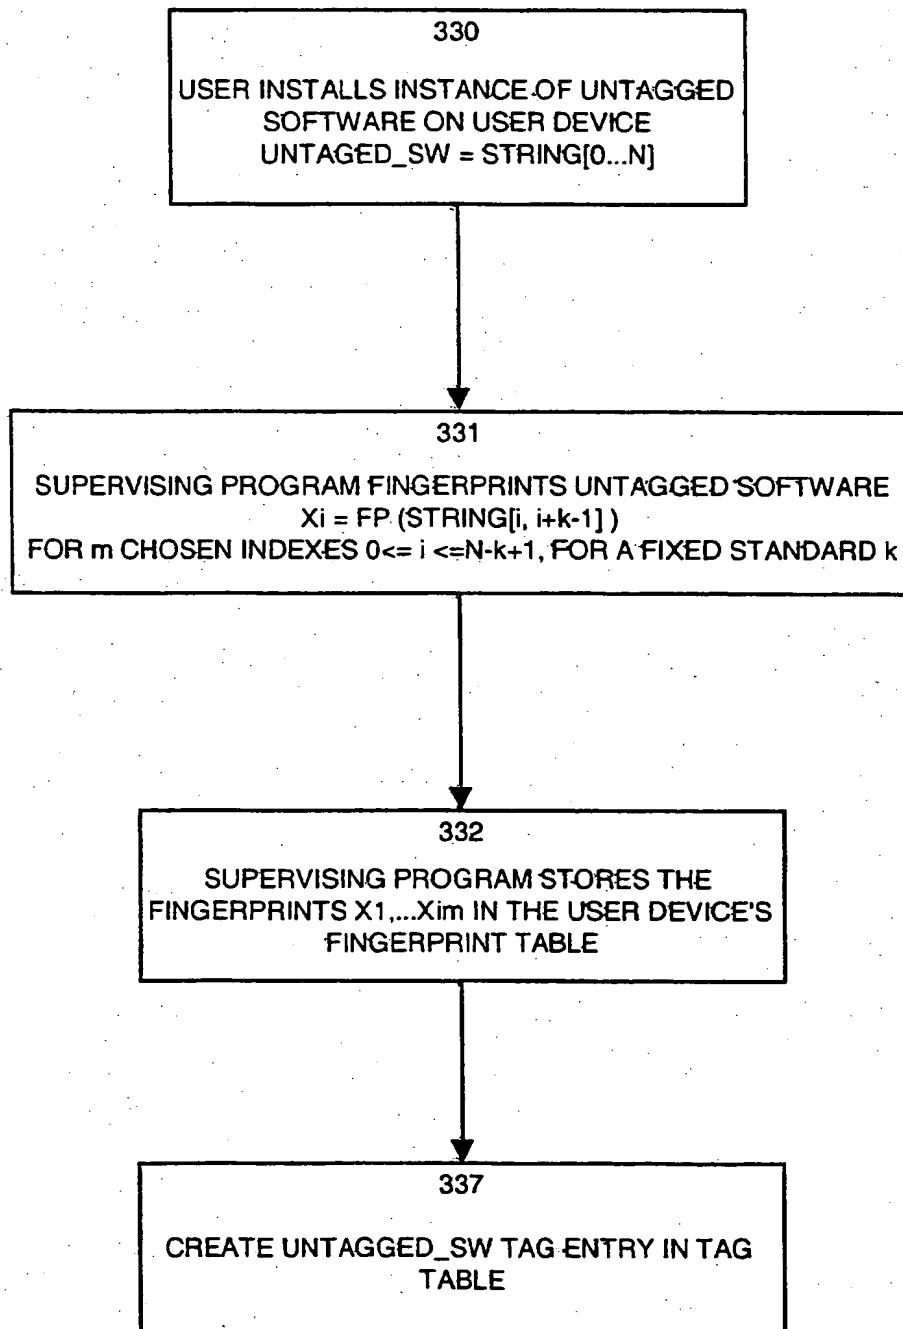 330
USER INSTALLS INSTANCE OF UNTAGGED
SOFTWARE ON USER DEVICE
UNTAGED_SW = STRING[0...N]
331
SUPERVISING PROGRAM FINGERPRINTS UNTAGGED SOFTWARE
Xi = FP (STRING[i, i+k-1] )
FOR m CHOSEN INDEXES 0<= i <=N-k+1, FOR A FIXED STANDARD k
332
SUPERVISING PROGRAM STORES THE
FINGERPRINTS X1,...Xim IN THE USER DEVICE'S
FINGERPRINT TABLE
337
CREATE UNTAGGED_SW TAG ENTRY IN TAG
TABLE